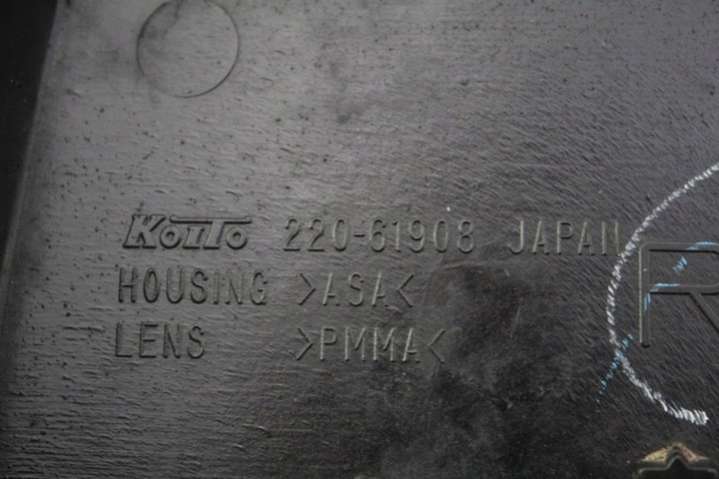 KOITO 220-61908 JAPAN
HOUSING >ASA<
LENS >PMMA<
R